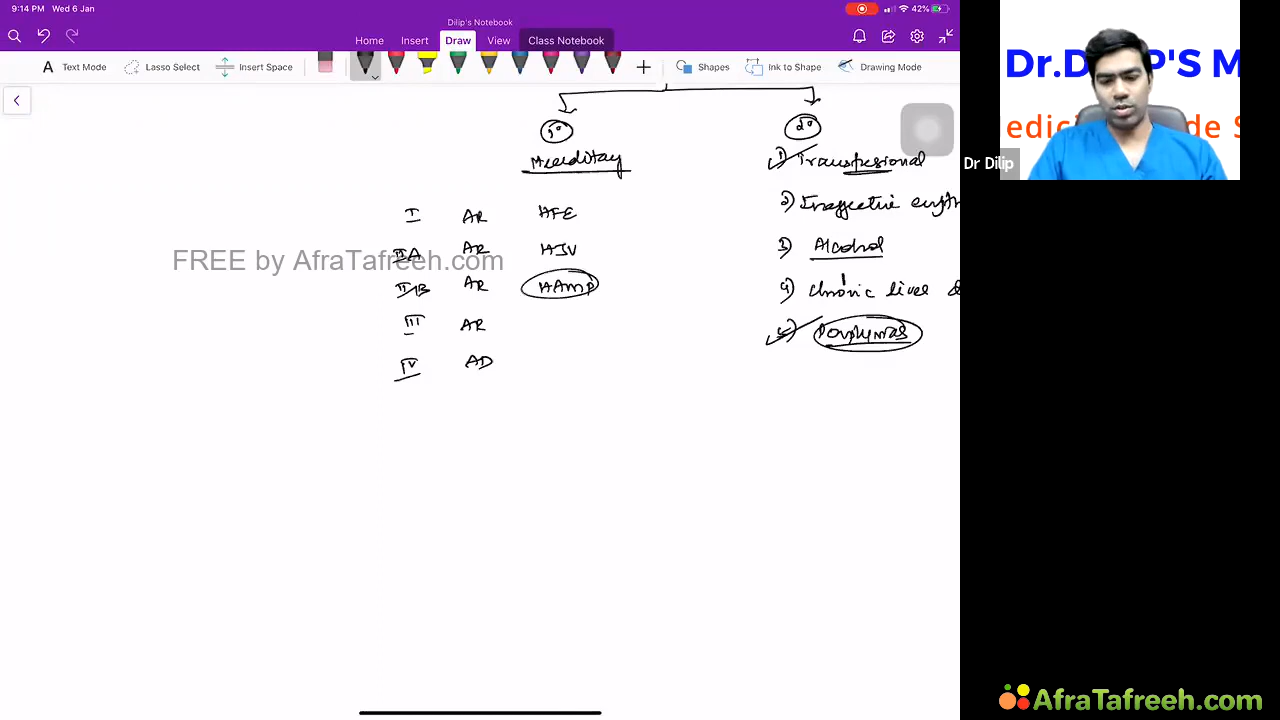 9:14 PM Wed 6 Jan
42%
Dilip's Notebook
Home Insert Draw View Class Notebook
Text Mode Lasso Select Insert Space Shapes Ink to Shape Drawing Mode
Dr.D P'S M
edici de S
Dr Dilip
1° 2°
Hereditary 1) Transfusional
2) Ineffective eryth
I AR HFE
IIA AR HJV 3) Alcohol
IIB AR HAMP 4) Chronic liver d
III AR 5) Porphyrias
IV AD
FREE by AfraTafreeh.com
AfraTafreeh.com